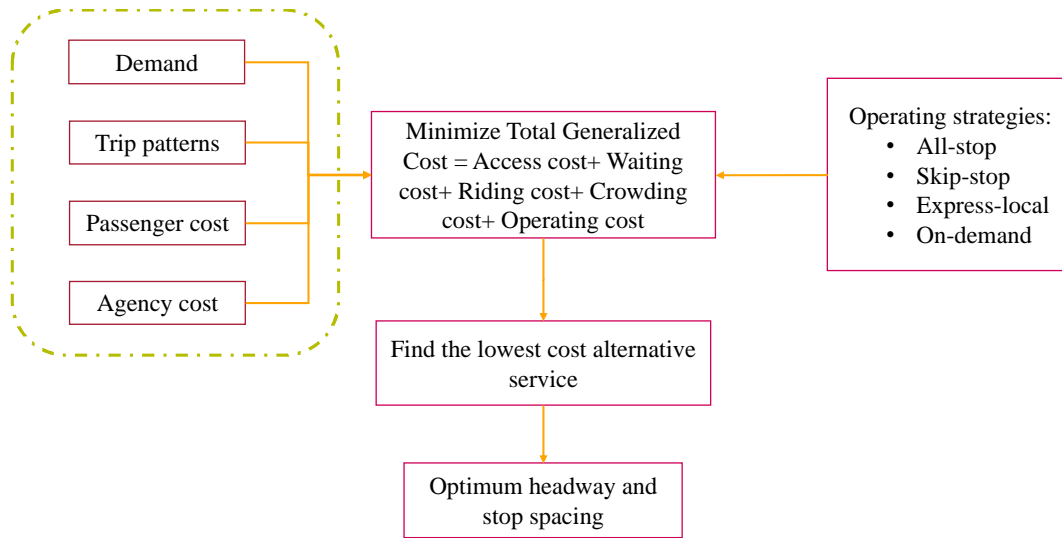 Demand
Trip patterns
Passenger cost
Agency cost
Minimize Total Generalized
Cost = Access cost+ Waiting
cost+ Riding cost+ Crowding
cost+ Operating cost
Operating strategies:
• All-stop
• Skip-stop
• Express-local
• On-demand
Find the lowest cost alternative
service
Optimum headway and
stop spacing